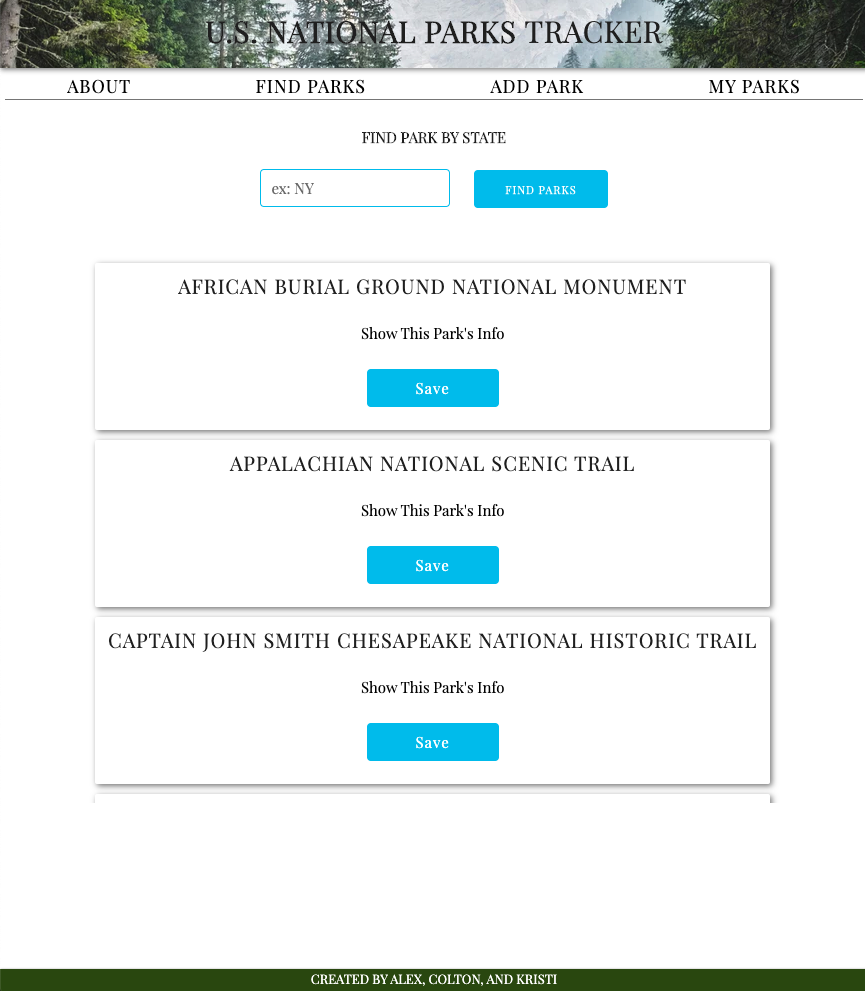 U.S. NATIONAL PARKS TRACKER
ABOUT FIND PARKS ADD PARK MY PARKS
FIND PARK BY STATE
ex: NY FIND PARKS
AFRICAN BURIAL GROUND NATIONAL MONUMENT
Show This Park's Info
Save
APPALACHIAN NATIONAL SCENIC TRAIL
Show This Park's Info
Save
CAPTAIN JOHN SMITH CHESAPEAKE NATIONAL HISTORIC TRAIL
Show This Park's Info
Save
CREATED BY ALEX, COLTON, AND KRISTI